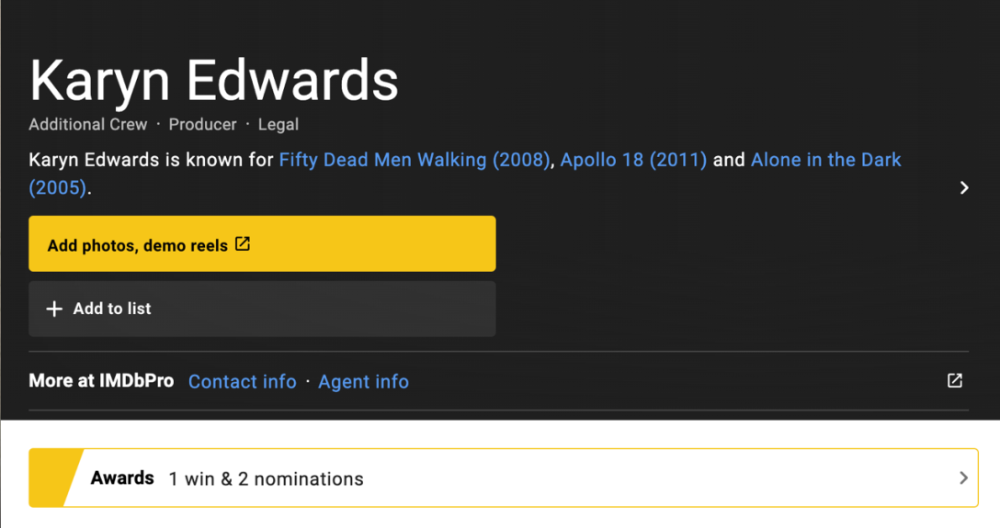 Karyn Edwards
Additional Crew · Producer · Legal
Karyn Edwards is known for Fifty Dead Men Walking (2008), Apollo 18 (2011) and Alone in the Dark
(2005).
Add photos, demo reels
+ Add to list
More at IMDbPro Contact info · Agent info
Awards 1 win & 2 nominations